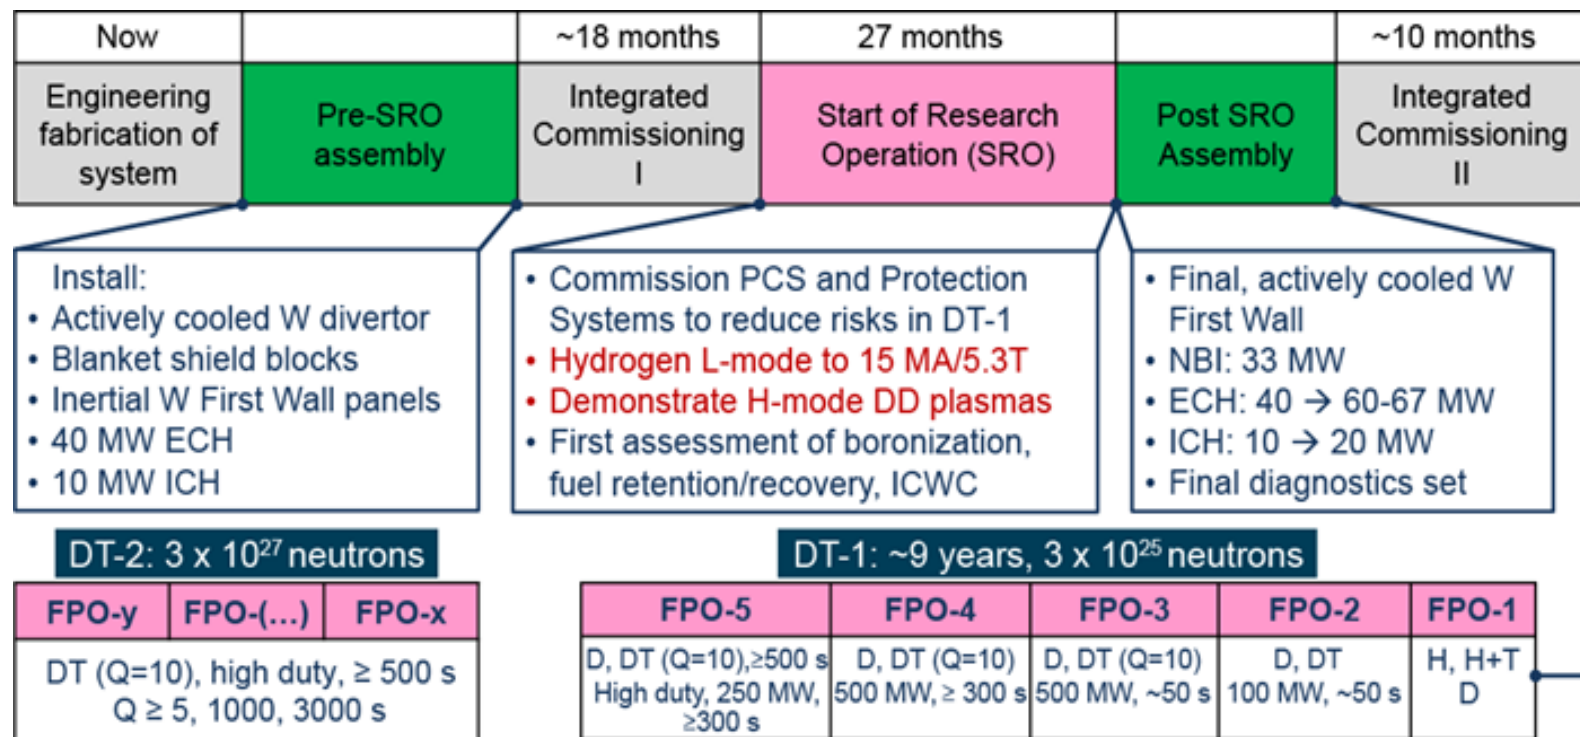 Now
~18 months
27 months
~10 months
Engineering
fabrication of
system
Pre-SRO
assembly
Integrated
Commissioning
I
Start of Research
Operation (SRO)
Post SRO
Assembly
Integrated
Commissioning
II
Install:
• Actively cooled W divertor
• Blanket shield blocks
• Inertial W First Wall panels
• 40 MW ECH
• 10 MW ICH
• Commission PCS and Protection
Systems to reduce risks in DT-1
• Hydrogen L-mode to 15 MA/5.3T
• Demonstrate H-mode DD plasmas
• First assessment of boronization,
fuel retention/recovery, ICWC
• Final, actively cooled W
First Wall
• NBI: 33 MW
• ECH: 40 → 60-67 MW
• ICH: 10 → 20 MW
• Final diagnostics set
DT-2: 3 x 10²⁷ neutrons
FPO-y
FPO-(...)
FPO-x
DT (Q=10), high duty, ≥ 500 s
Q ≥ 5, 1000, 3000 s
DT-1: ~9 years, 3 x 10²⁵ neutrons
FPO-5
FPO-4
FPO-3
FPO-2
FPO-1
D, DT (Q=10),≥500 s
High duty, 250 MW,
≥300 s
D, DT (Q=10)
500 MW, ≥ 300 s
D, DT (Q=10)
500 MW, ~50 s
D, DT
100 MW, ~50 s
H, H+T
D